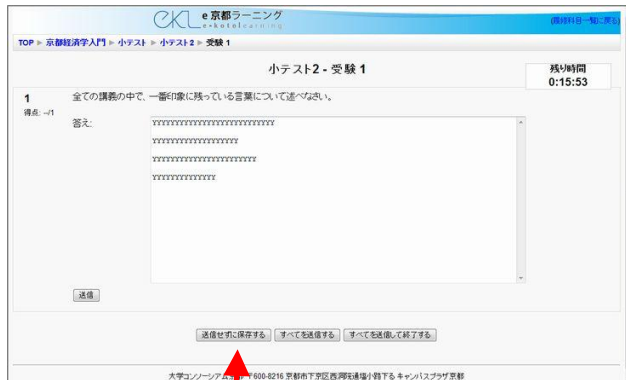 e京都ラーニング
e-kotolearning
(履修科目一覧に戻る)
TOP ► 京都経済学入門 ► 小テスト ► 小テスト2 ► 受験 1
小テスト2 - 受験 1
残り時間
0:15:53
1
全ての講義の中で、一番印象に残っている言葉について述べなさい。
得点: --/1
答え:
YYYYYYYYYYYYYYYYYYYYYYYYYYY
YYYYYYYYYYYYYYYYYYY
YYYYYYYYYYYYYYYYYYYYYYY
YYYYYYYYYYYYYY
送信
送信せずに保存する すべてを送信する すべてを送信して終了する
大学コンソーシアム 〒600-8216 京都市下京区西洞院通塩小路下る キャンパスプラザ京都